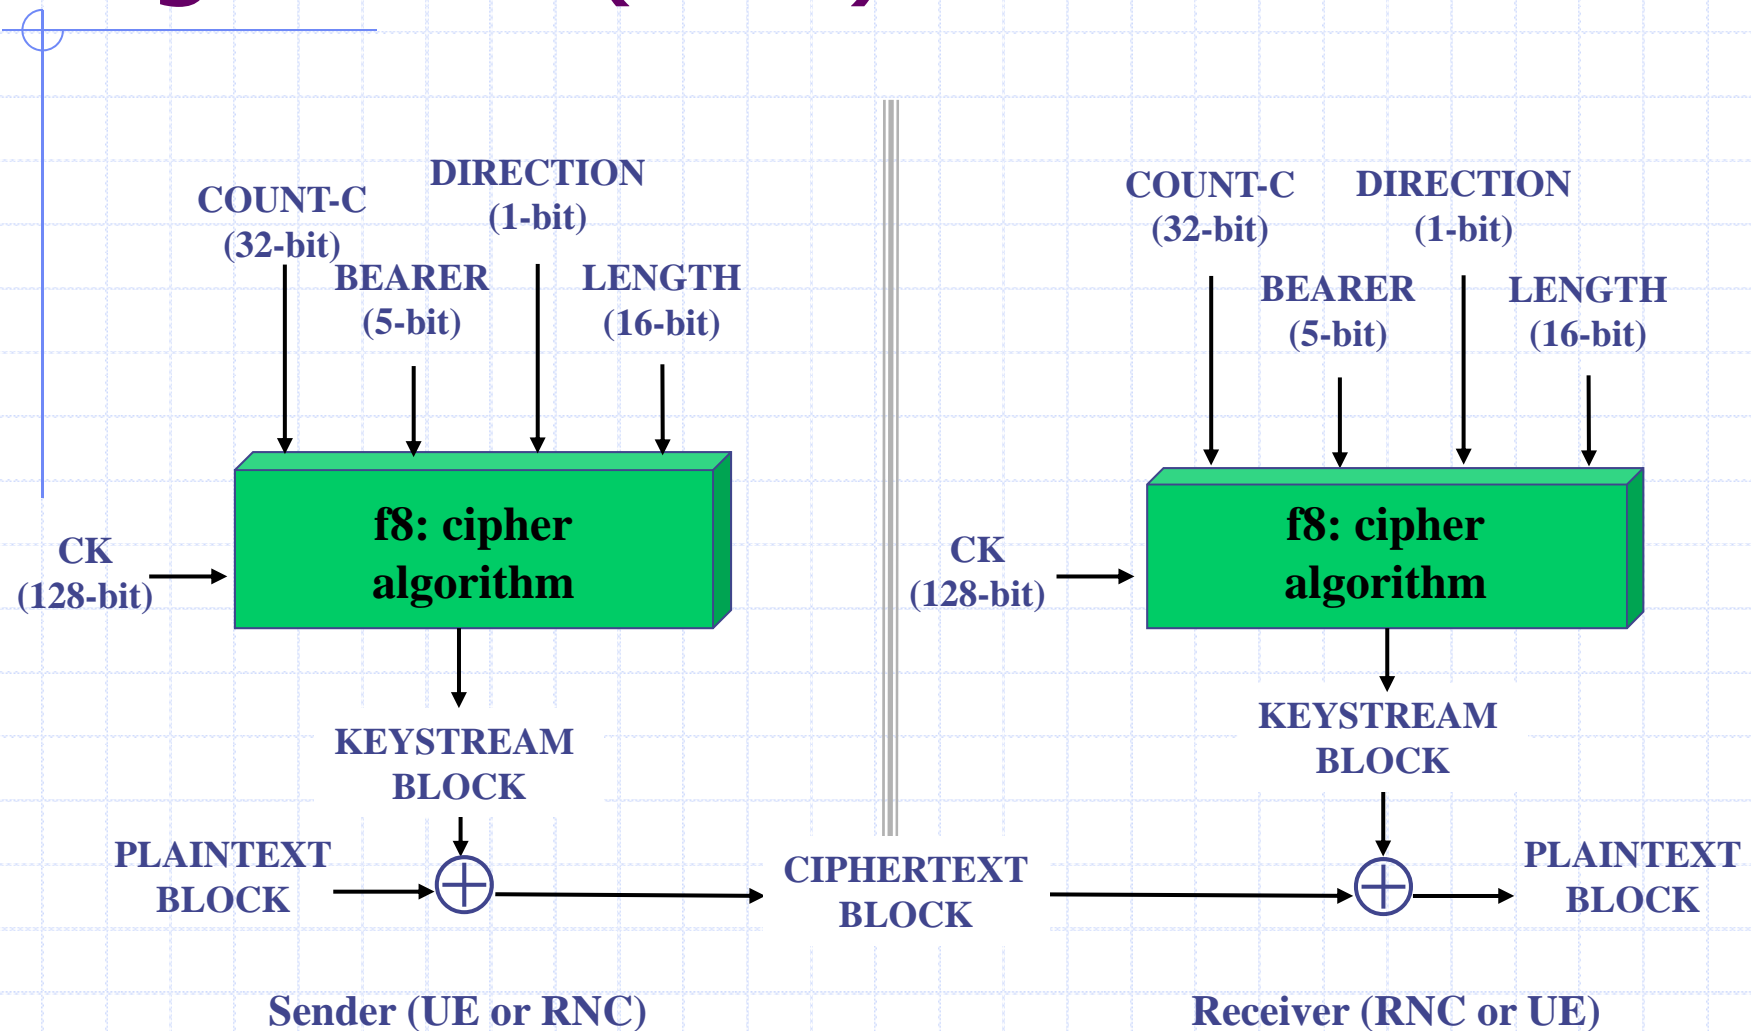 COUNT-C
(32-bit)
DIRECTION
(1-bit)
BEARER
(5-bit)
LENGTH
(16-bit)
CK
(128-bit)
f8: cipher
algorithm
KEYSTREAM
BLOCK
PLAINTEXT
BLOCK
CIPHERTEXT
BLOCK
Sender (UE or RNC)
COUNT-C
(32-bit)
DIRECTION
(1-bit)
BEARER
(5-bit)
LENGTH
(16-bit)
CK
(128-bit)
f8: cipher
algorithm
KEYSTREAM
BLOCK
PLAINTEXT
BLOCK
Receiver (RNC or UE)